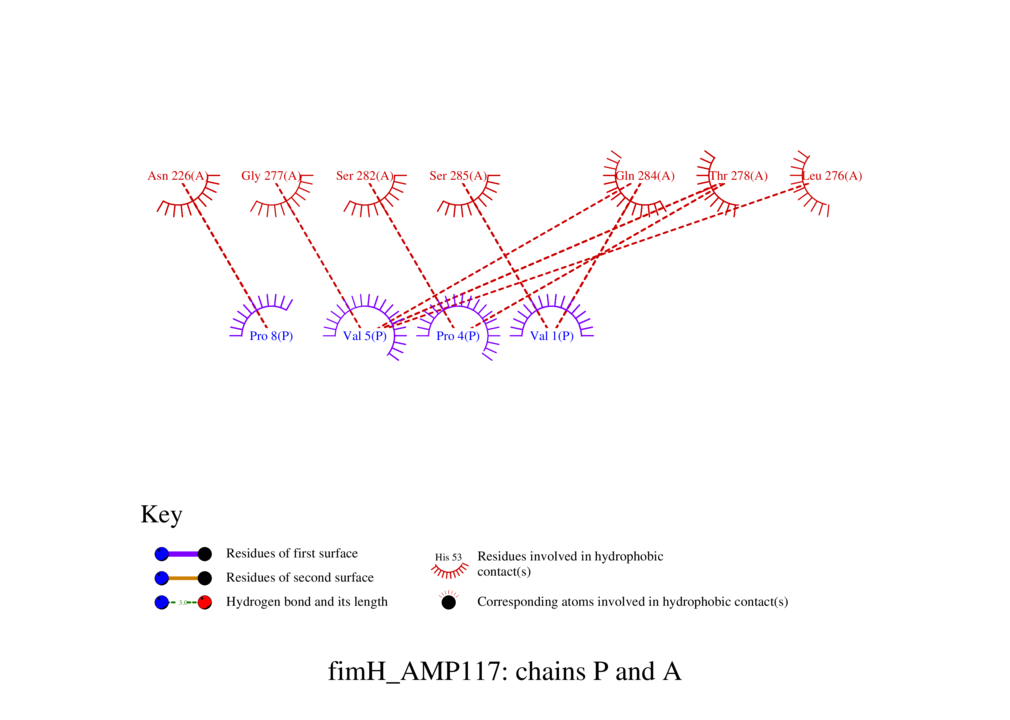 Asn 226(A) Gly 277(A) Ser 282(A) Ser 285(A) Gln 284(A) Thr 278(A) Leu 276(A)
Pro 8(P) Val 5(P) Pro 4(P) Val 1(P)
Key
Residues of first surface
Residues of second surface
3.0 Hydrogen bond and its length
His 53 Residues involved in hydrophobic
contact(s)
Corresponding atoms involved in hydrophobic contact(s)
fimH_AMP117: chains P and A